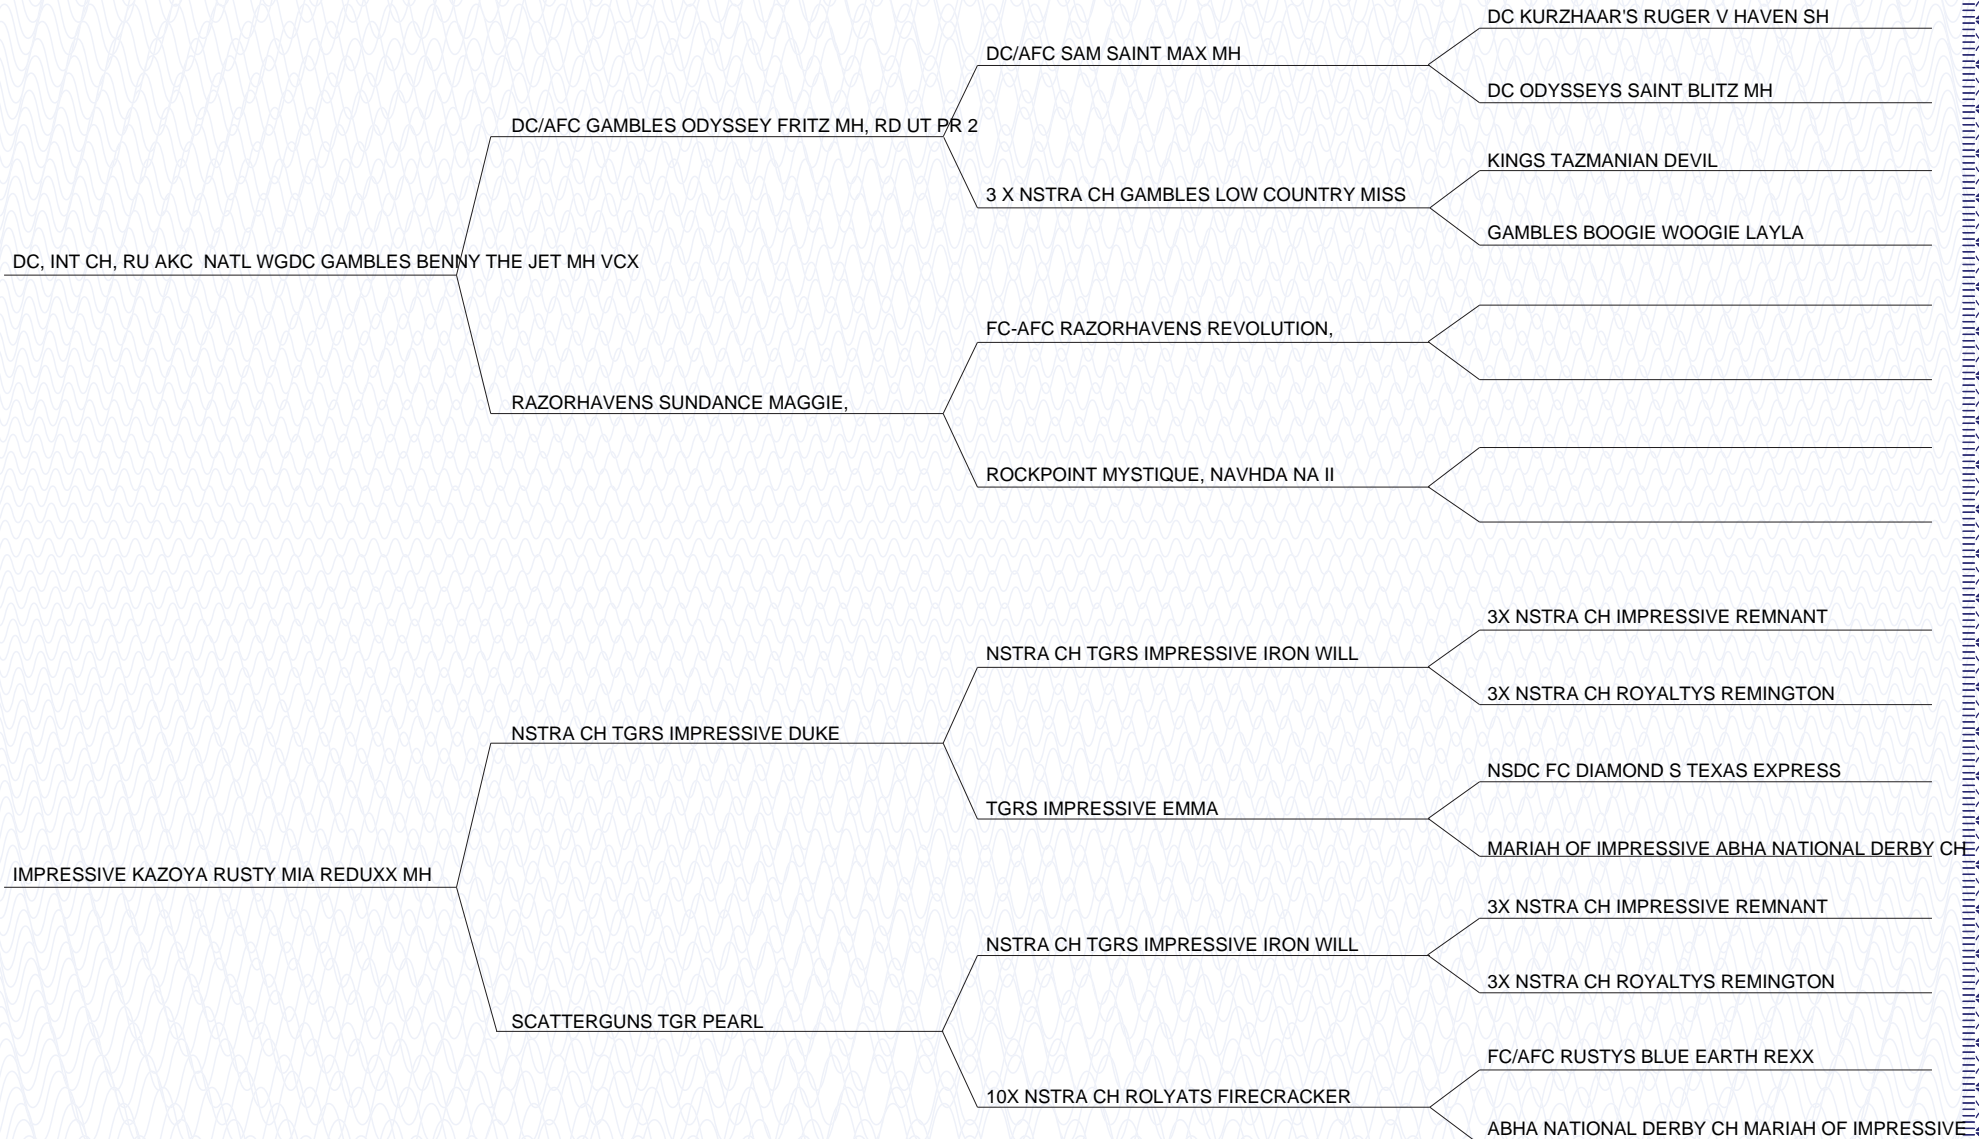 DC KURZHAAR'S RUGER V HAVEN SH
DC/AFC SAM SAINT MAX MH
DC ODYSSEYS SAINT BLITZ MH
DC/AFC GAMBLES ODYSSEY FRITZ MH, RD UT PR 2
KINGS TAZMANIAN DEVIL
3 X NSTRA CH GAMBLES LOW COUNTRY MISS
GAMBLES BOOGIE WOOGIE LAYLA
DC, INT CH, RU AKC  NATL WGDC GAMBLES BENNY THE JET MH VCX
FC-AFC RAZORHAVENS REVOLUTION,
RAZORHAVENS SUNDANCE MAGGIE,
ROCKPOINT MYSTIQUE, NAVHDA NA II
3X NSTRA CH IMPRESSIVE REMNANT
NSTRA CH TGRS IMPRESSIVE IRON WILL
3X NSTRA CH ROYALTYS REMINGTON
NSTRA CH TGRS IMPRESSIVE DUKE
NSDC FC DIAMOND S TEXAS EXPRESS
TGRS IMPRESSIVE EMMA
MARIAH OF IMPRESSIVE ABHA NATIONAL DERBY CH
IMPRESSIVE KAZOYA RUSTY MIA REDUXX MH
3X NSTRA CH IMPRESSIVE REMNANT
NSTRA CH TGRS IMPRESSIVE IRON WILL
3X NSTRA CH ROYALTYS REMINGTON
SCATTERGUNS TGR PEARL
FC/AFC RUSTYS BLUE EARTH REXX
10X NSTRA CH ROLYATS FIRECRACKER
ABHA NATIONAL DERBY CH MARIAH OF IMPRESSIVE